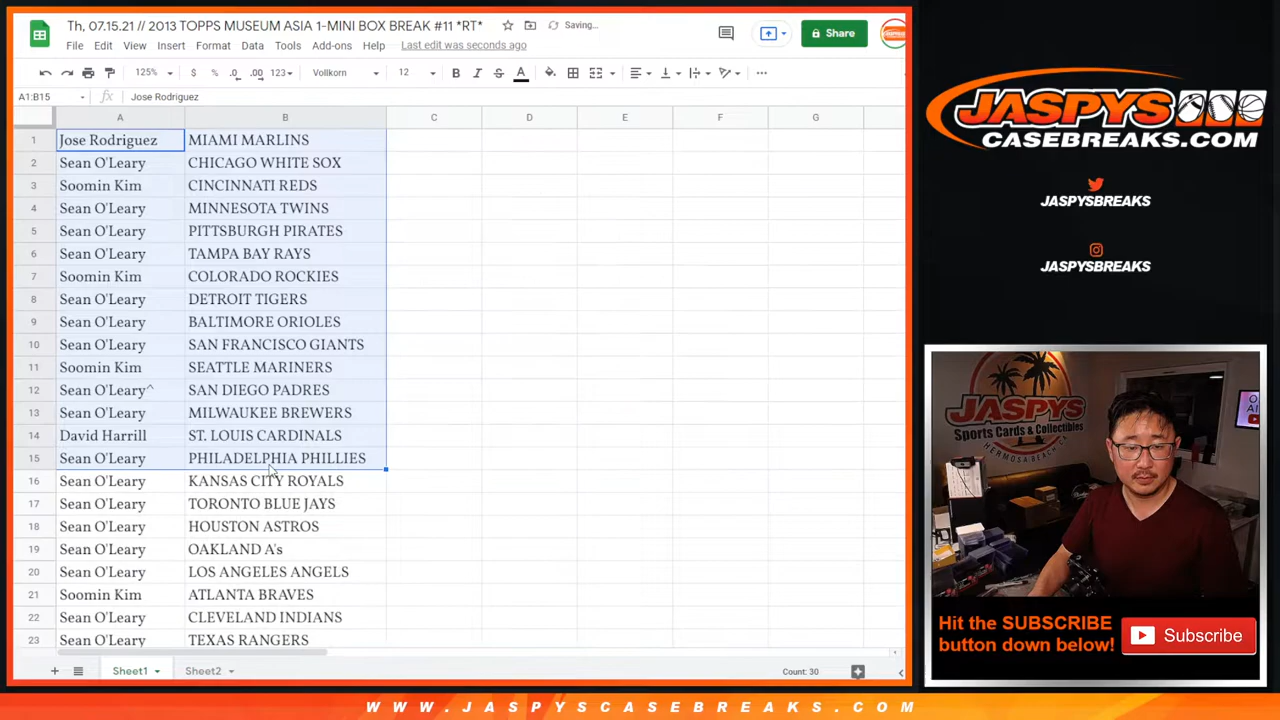 Th, 07.15.21 // 2013 TOPPS MUSEUM ASIA 1-MINI BOX BREAK #11 *RT* Saving...
File Edit View Insert Format Data Tools Add-ons Help Last edit was seconds ago
Share
125% $ % .0 .00 123 Vollkorn 12 B I S A
A1:B15 fx Jose Rodriguez
A B C D E F G
1 Jose Rodriguez MIAMI MARLINS
2 Sean O'Leary CHICAGO WHITE SOX
3 Soomin Kim CINCINNATI REDS
4 Sean O'Leary MINNESOTA TWINS
5 Sean O'Leary PITTSBURGH PIRATES
6 Sean O'Leary TAMPA BAY RAYS
7 Soomin Kim COLORADO ROCKIES
8 Sean O'Leary DETROIT TIGERS
9 Sean O'Leary BALTIMORE ORIOLES
10 Sean O'Leary SAN FRANCISCO GIANTS
11 Soomin Kim SEATTLE MARINERS
12 Sean O'Leary^ SAN DIEGO PADRES
13 Sean O'Leary MILWAUKEE BREWERS
14 David Harrill ST. LOUIS CARDINALS
15 Sean O'Leary PHILADELPHIA PHILLIES
16 Sean O'Leary KANSAS CITY ROYALS
17 Sean O'Leary TORONTO BLUE JAYS
18 Sean O'Leary HOUSTON ASTROS
19 Sean O'Leary OAKLAND A's
20 Sean O'Leary LOS ANGELES ANGELS
21 Soomin Kim ATLANTA BRAVES
22 Sean O'Leary CLEVELAND INDIANS
23 Sean O'Leary TEXAS RANGERS
Sheet1 Sheet2 Count: 30
JASPYS
CASEBREAKS.COM
JASPYSBREAKS
JASPYSBREAKS
JASPYS
Sports Cards & Collectibles
HERMOSA BEACH, CA
Hit the SUBSCRIBE
button down below!
Subscribe
WWW.JASPYSCASEBREAKS.COM